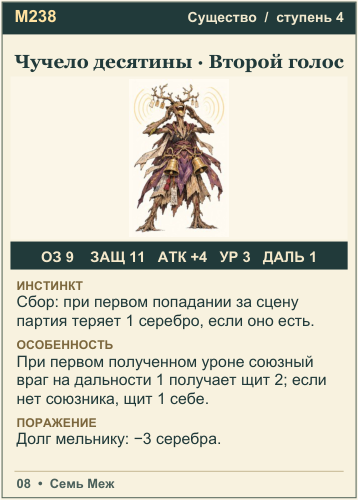 M238 Существо / ступень 4
Чучело десятины · Второй голос
ОЗ 9 ЗАЩ 11 АТК +4 УР 3 ДАЛЬ 1
ИНСТИНКТ
Сбор: при первом попадании за сцену
партия теряет 1 серебро, если оно есть.
ОСОБЕННОСТЬ
При первом полученном уроне союзный
враг на дальности 1 получает щит 2; если
нет союзника, щит 1 себе.
ПОРАЖЕНИЕ
Долг мельнику: −3 серебра.
08 • Семь Меж